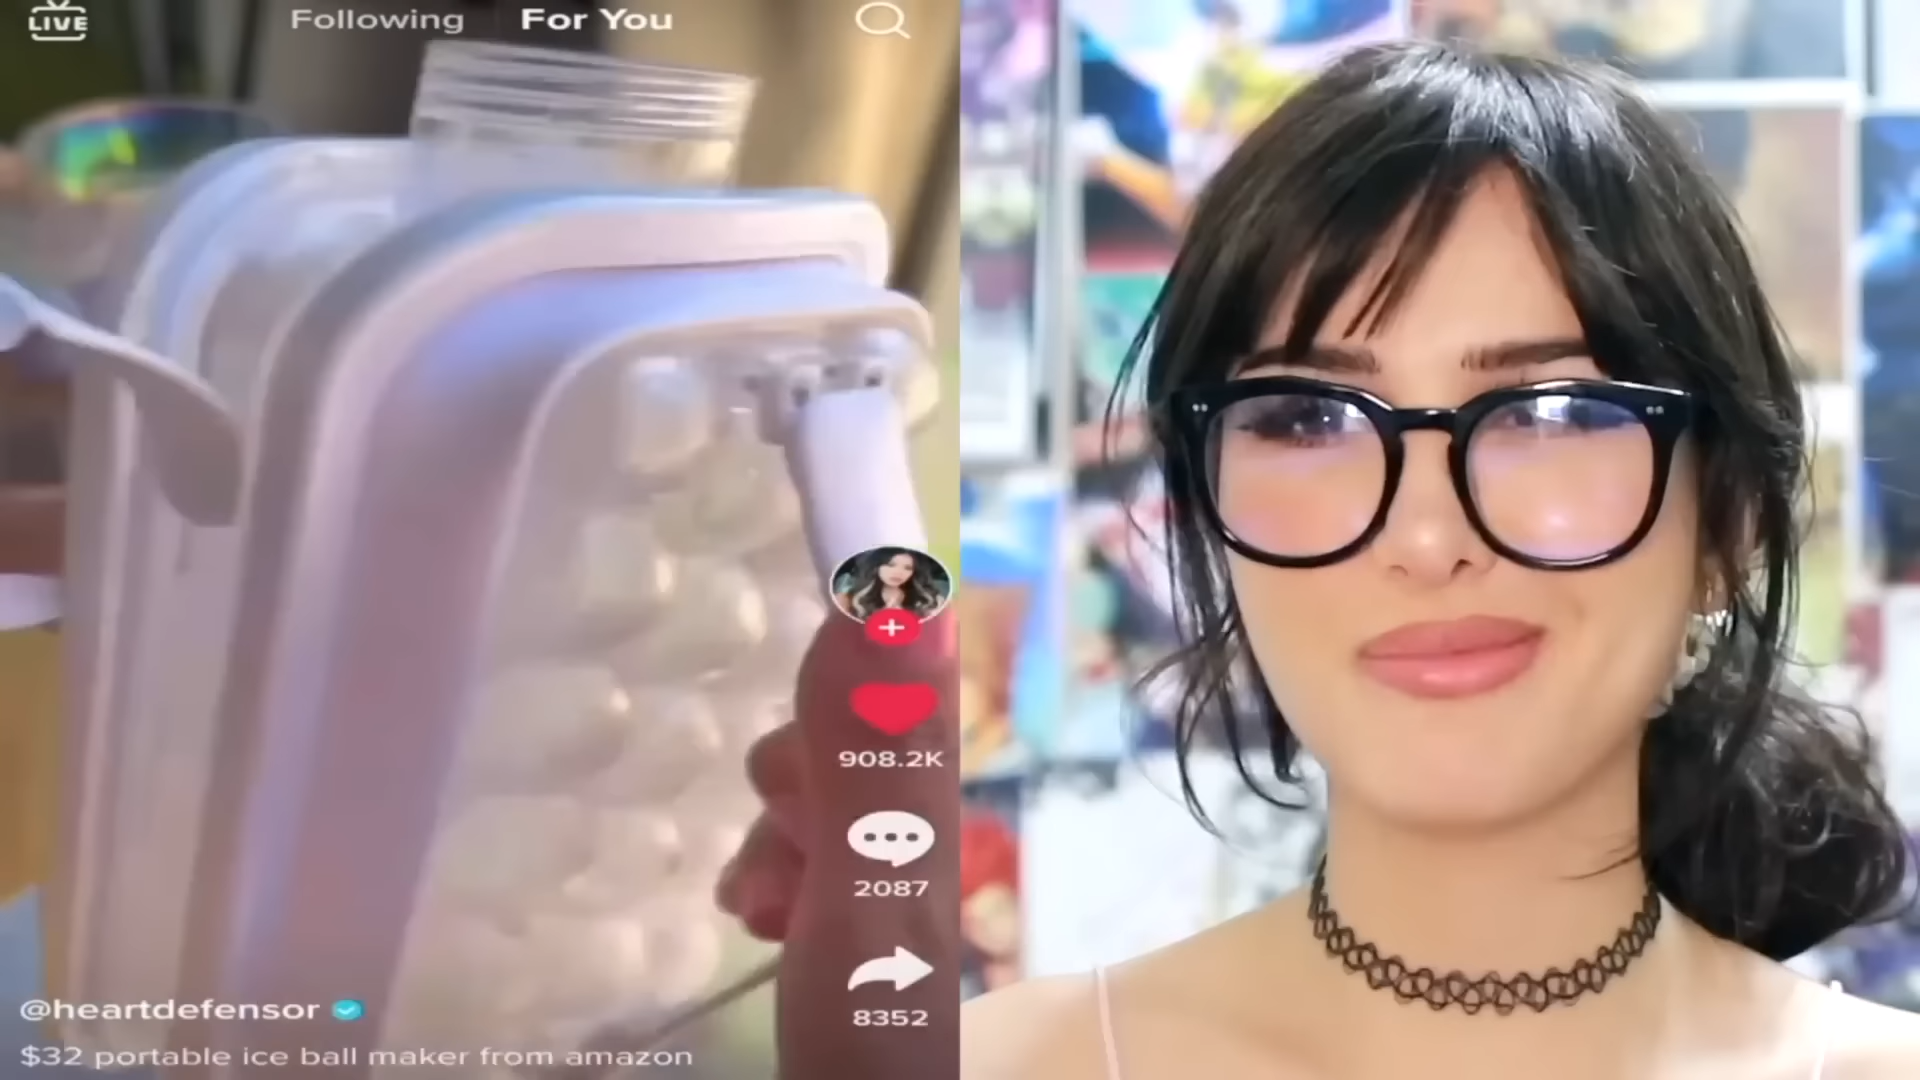 LIVE
Following For You
908.2K
2087
8352
@heartdefensor
$32 portable ice ball maker from amazon